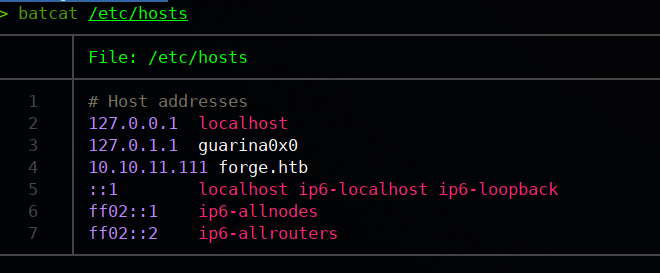 > batcat /etc/hosts
File: /etc/hosts
1 # Host addresses
2 127.0.0.1 localhost
3 127.0.1.1 guarina0x0
4 10.10.11.111 forge.htb
5 ::1 localhost ip6-localhost ip6-loopback
6 ff02::1 ip6-allnodes
7 ff02::2 ip6-allrouters